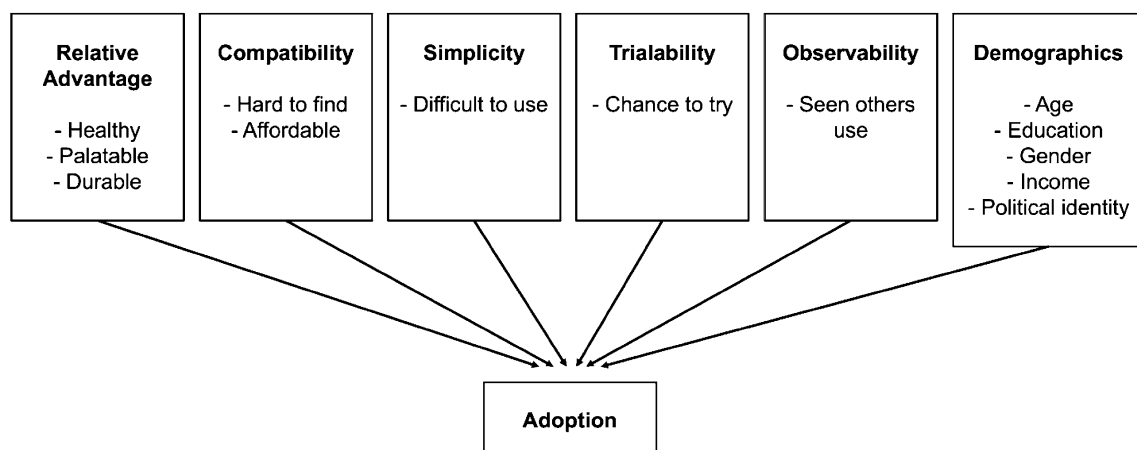 Relative
Advantage
- Healthy
- Palatable
- Durable
Compatibility
- Hard to find
- Affordable
Simplicity
- Difficult to use
Trialability
- Chance to try
Observability
- Seen others
use
Demographics
- Age
- Education
- Gender
- Income
- Political identity
Adoption